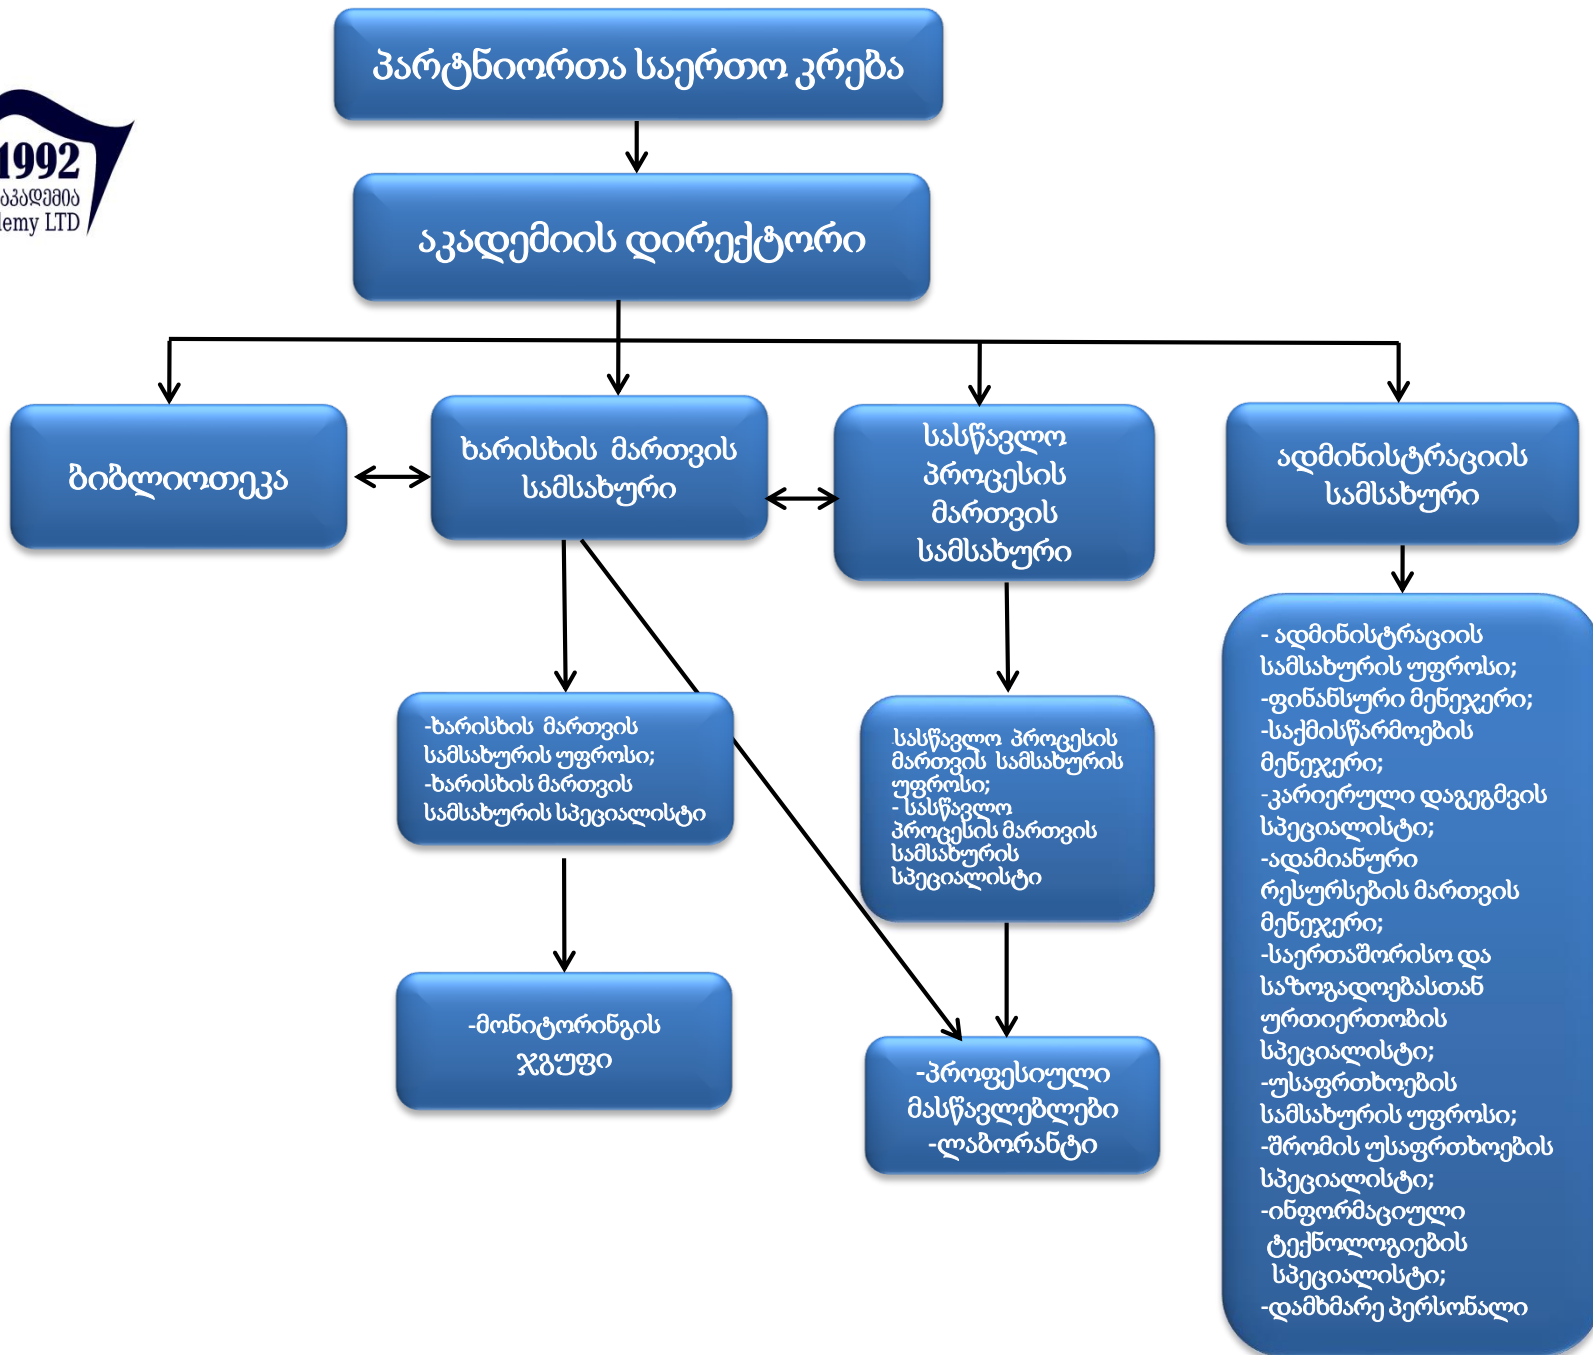 პარტნიორთა საერთო კრება
1992
აკადემია
demy LTD
აკადემიის დირექტორი
ბიბლიოთეკა
ხარისხის მართვის
სამსახური
სასწავლო
პროცესის
მართვის
სამსახური
ადმინისტრაციის
სამსახური
-ხარისხის მართვის
სამსახურის უფროსი;
-ხარისხის მართვის
სამსახურის სპეციალისტი
სასწავლო პროცესის
მართვის სამსახურის
უფროსი;
- სასწავლო
პროცესის მართვის
სამსახურის
სპეციალისტი
- ადმინისტრაციის
სამსახურის უფროსი;
-ფინანსური მენეჯერი;
-საქმისწარმოების
მენეჯერი;
-კარიერული დაგეგმვის
სპეციალისტი;
-ადამიანური
რესურსების მართვის
მენეჯერი;
-საერთაშორისო და
საზოგადოებასთან
ურთიერთობის
სპეციალისტი;
-უსაფრთხოების
სამსახურის უფროსი;
-შრომის უსაფრთხოების
სპეციალისტი;
-ინფორმაციული
ტექნოლოგიების
სპეციალისტი;
-დამხმარე პერსონალი
-მონიტორინგის
ჯგუფი
-პროფესიული
მასწავლებლები
-ლაბორანტი